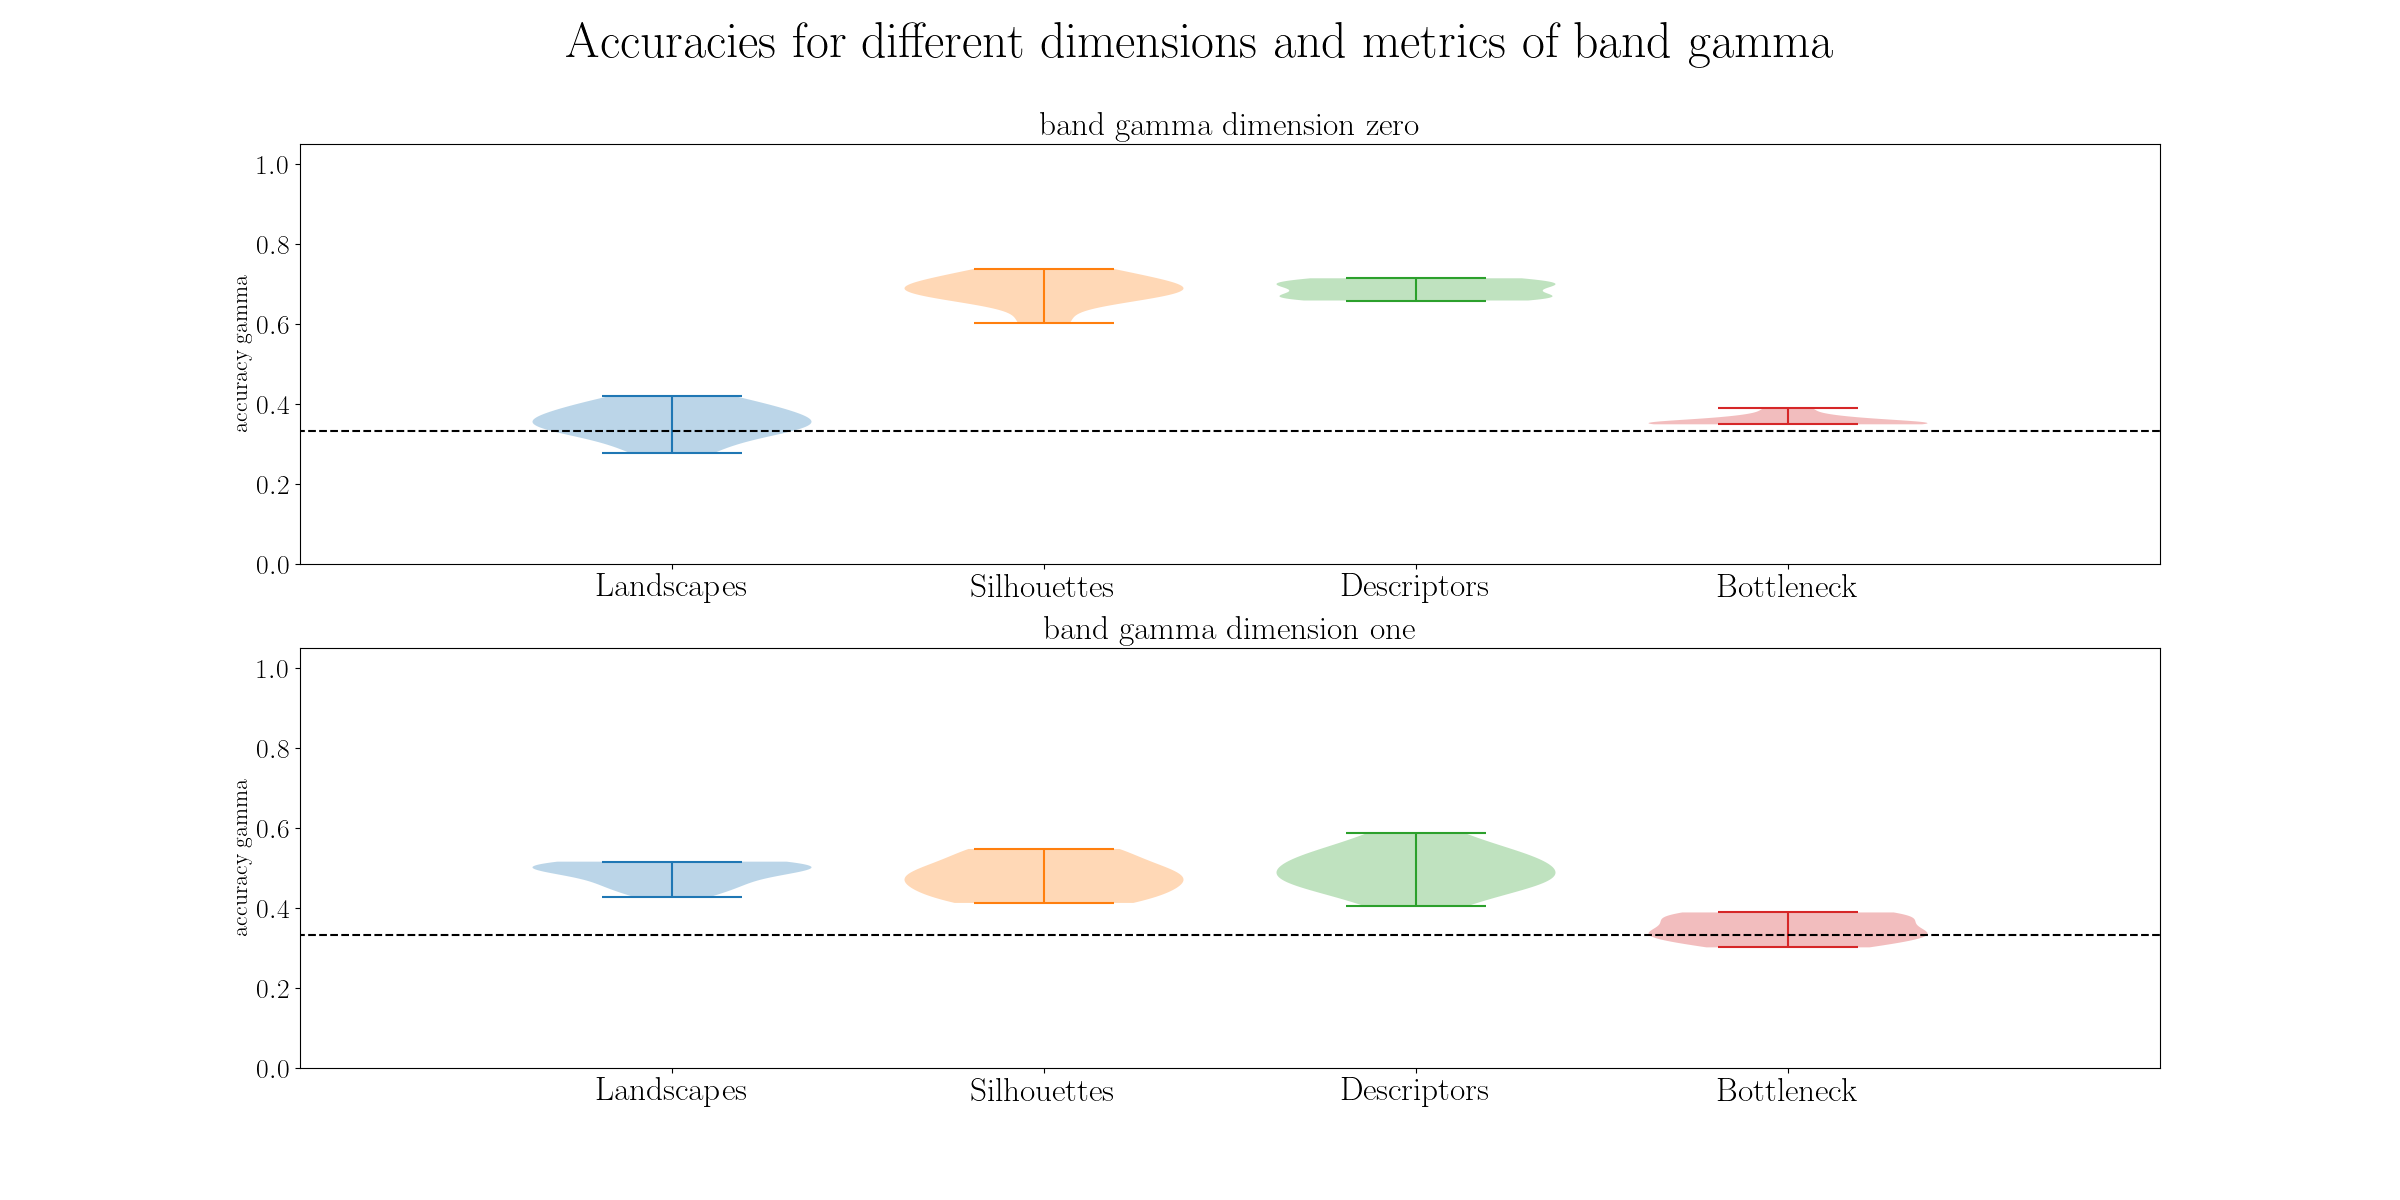 Accuracies for different dimensions and metrics of band gamma
band gamma dimension zero
accuracy gamma
1.0
0.8
0.6
0.4
0.2
0.0
Landscapes Silhouettes Descriptors Bottleneck
band gamma dimension one
accuracy gamma
1.0
0.8
0.6
0.4
0.2
0.0
Landscapes Silhouettes Descriptors Bottleneck